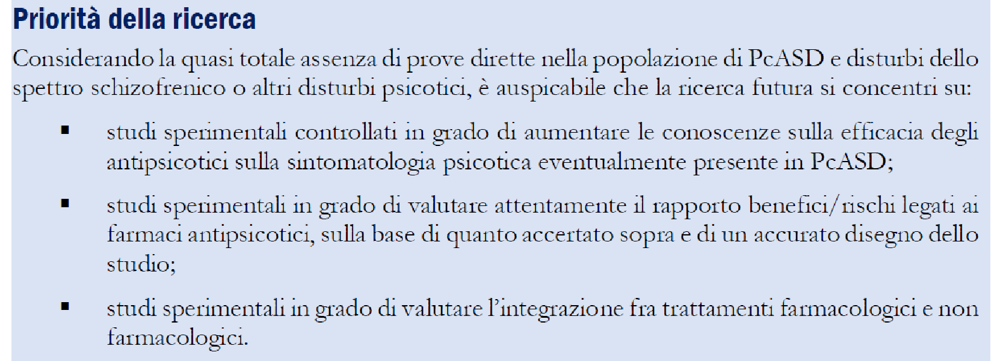 Priorità della ricerca
Considerando la quasi totale assenza di prove dirette nella popolazione di PcASD e disturbi dello
spettro schizofrenico o altri disturbi psicotici, è auspicabile che la ricerca futura si concentri su:
▪ studi sperimentali controllati in grado di aumentare le conoscenze sulla efficacia degli
antipsicotici sulla sintomatologia psicotica eventualmente presente in PcASD;
▪ studi sperimentali in grado di valutare attentamente il rapporto benefici/rischi legati ai
farmaci antipsicotici, sulla base di quanto accertato sopra e di un accurato disegno dello
studio;
▪ studi sperimentali in grado di valutare l’integrazione fra trattamenti farmacologici e non
farmacologici.